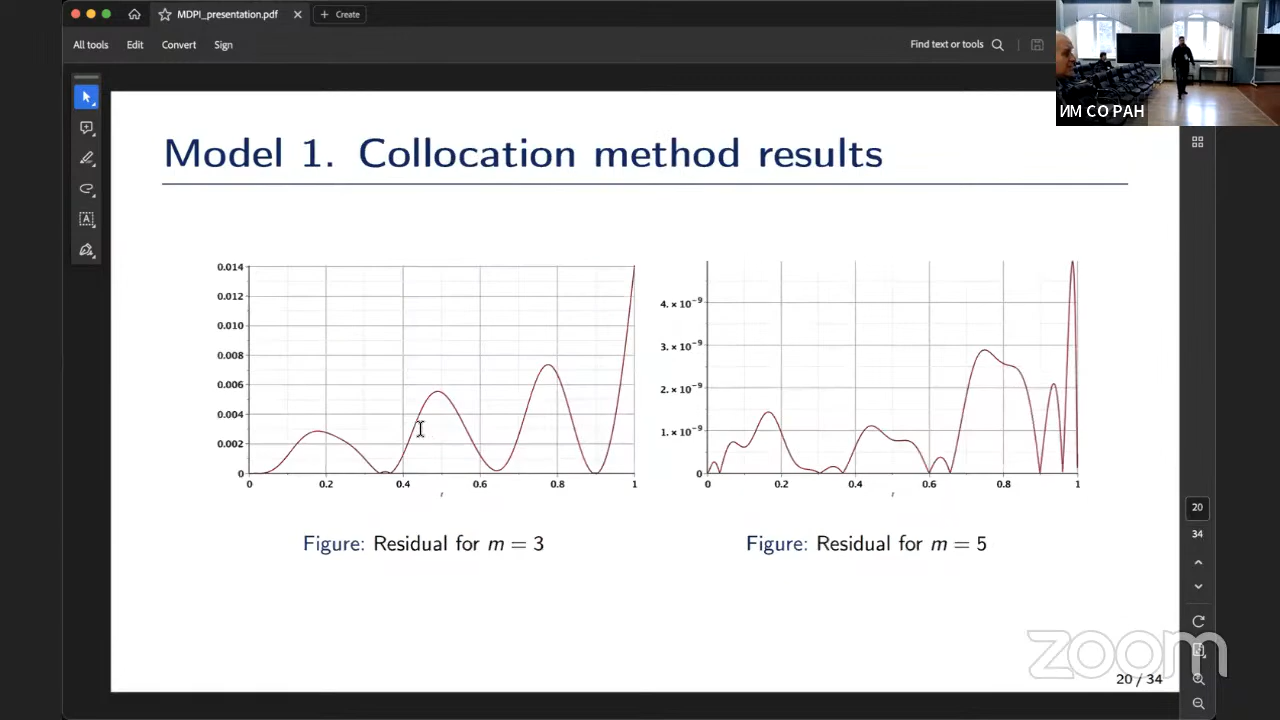 MDPI_presentation.pdf
Create
All tools
Edit
Convert
Sign
Find text or tools
ИМ СО РАН
Model 1. Collocation method results
0.014
0.012
0.010
0.008
0.006
0.004
0.002
0
0 0.2 0.4 0.6 0.8 1
t
Figure: Residual for m = 3
4. × 10⁻⁹
3. × 10⁻⁹
2. × 10⁻⁹
1. × 10⁻⁹
0
0 0.2 0.4 0.6 0.8 1
t
Figure: Residual for m = 5
20
34
zoom
20 / 34